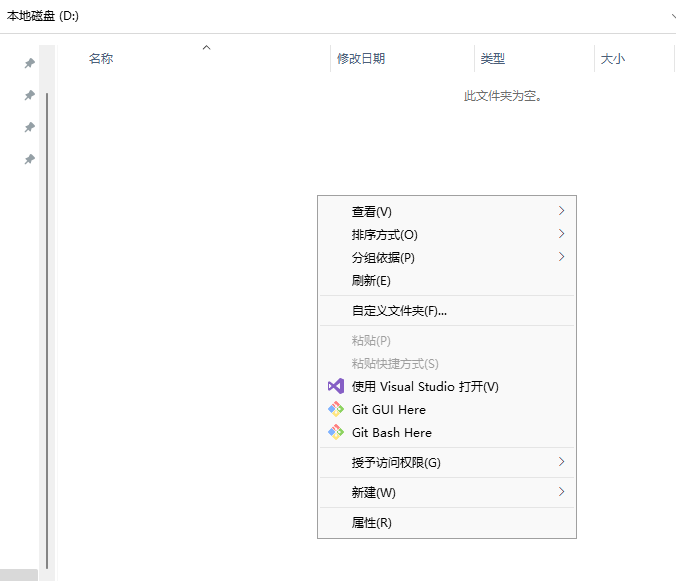 本地磁盘 (D:)
名称 修改日期 类型 大小
此文件夹为空。
查看(V)
排序方式(O)
分组依据(P)
刷新(E)
自定义文件夹(F)...
粘贴(P)
粘贴快捷方式(S)
使用 Visual Studio 打开(V)
Git GUI Here
Git Bash Here
授予访问权限(G)
新建(W)
属性(R)